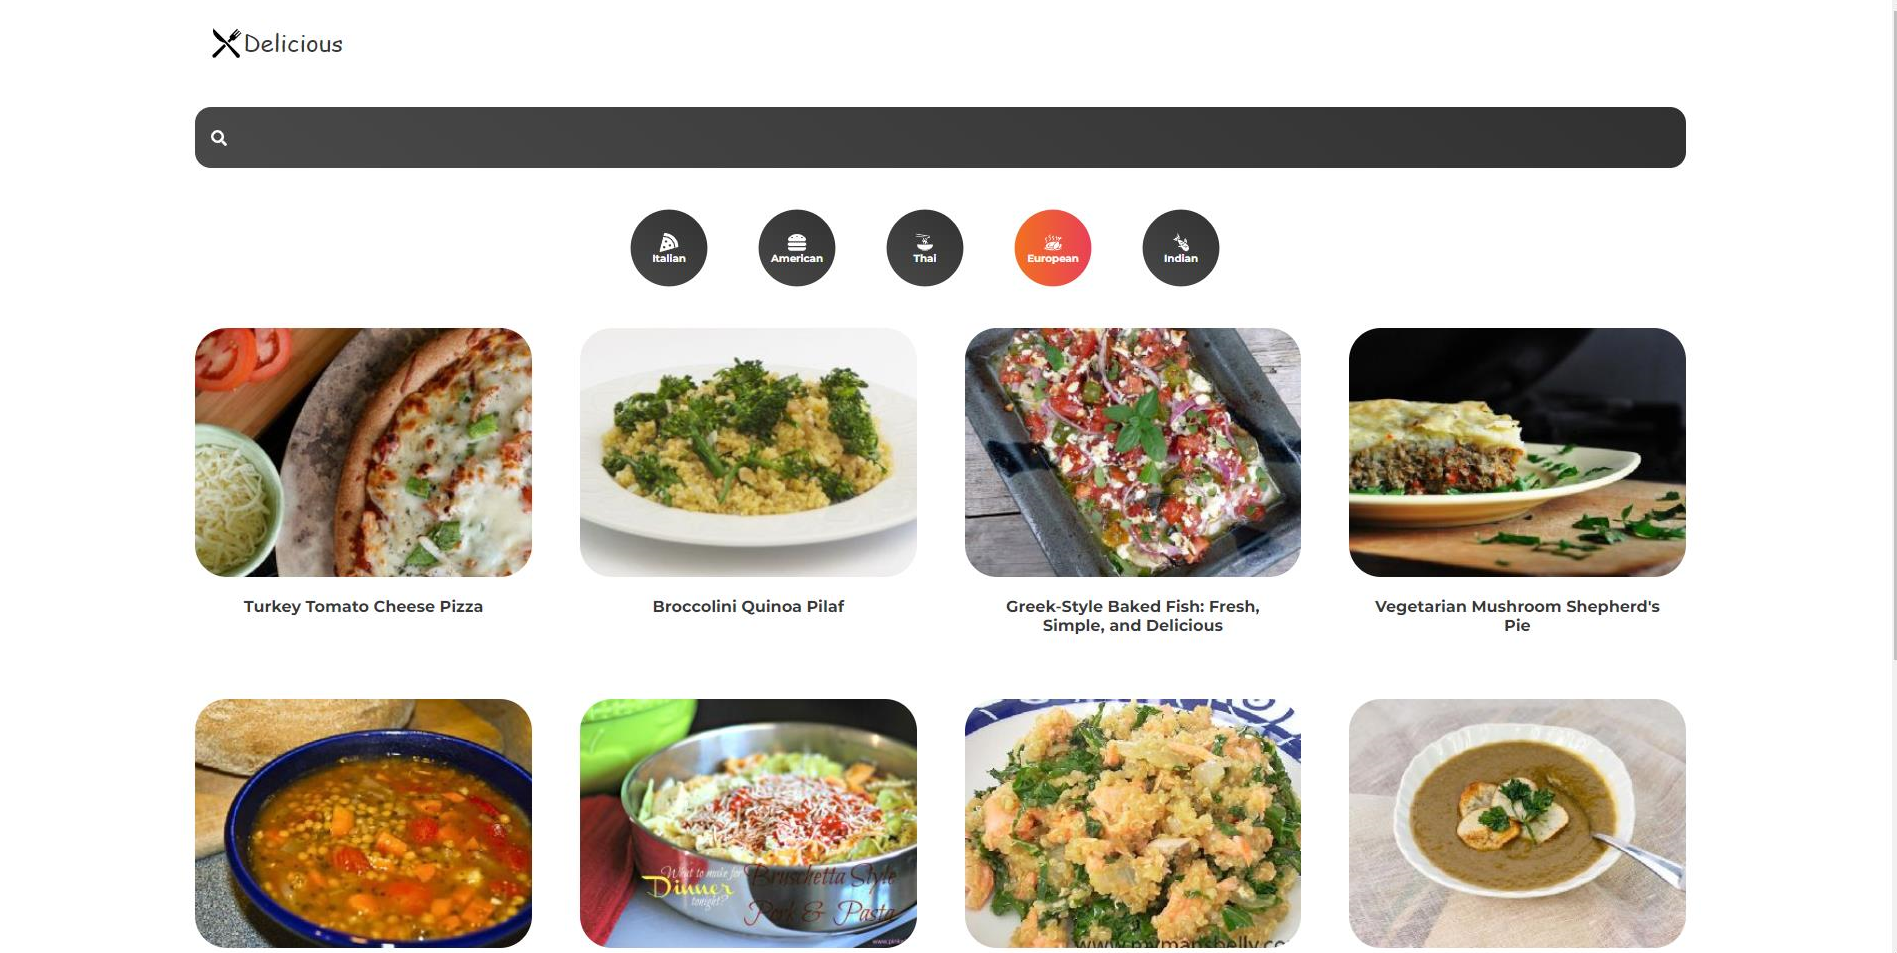 Delicious
Italian
American
Thai
European
Indian
Turkey Tomato Cheese Pizza
Broccolini Quinoa Pilaf
Greek-Style Baked Fish: Fresh,
Simple, and Delicious
Vegetarian Mushroom Shepherd's
Pie
What to make for
Dinner
tonight?
Bruschetta Style
Pork & Pasta
www.mymansbelly.co